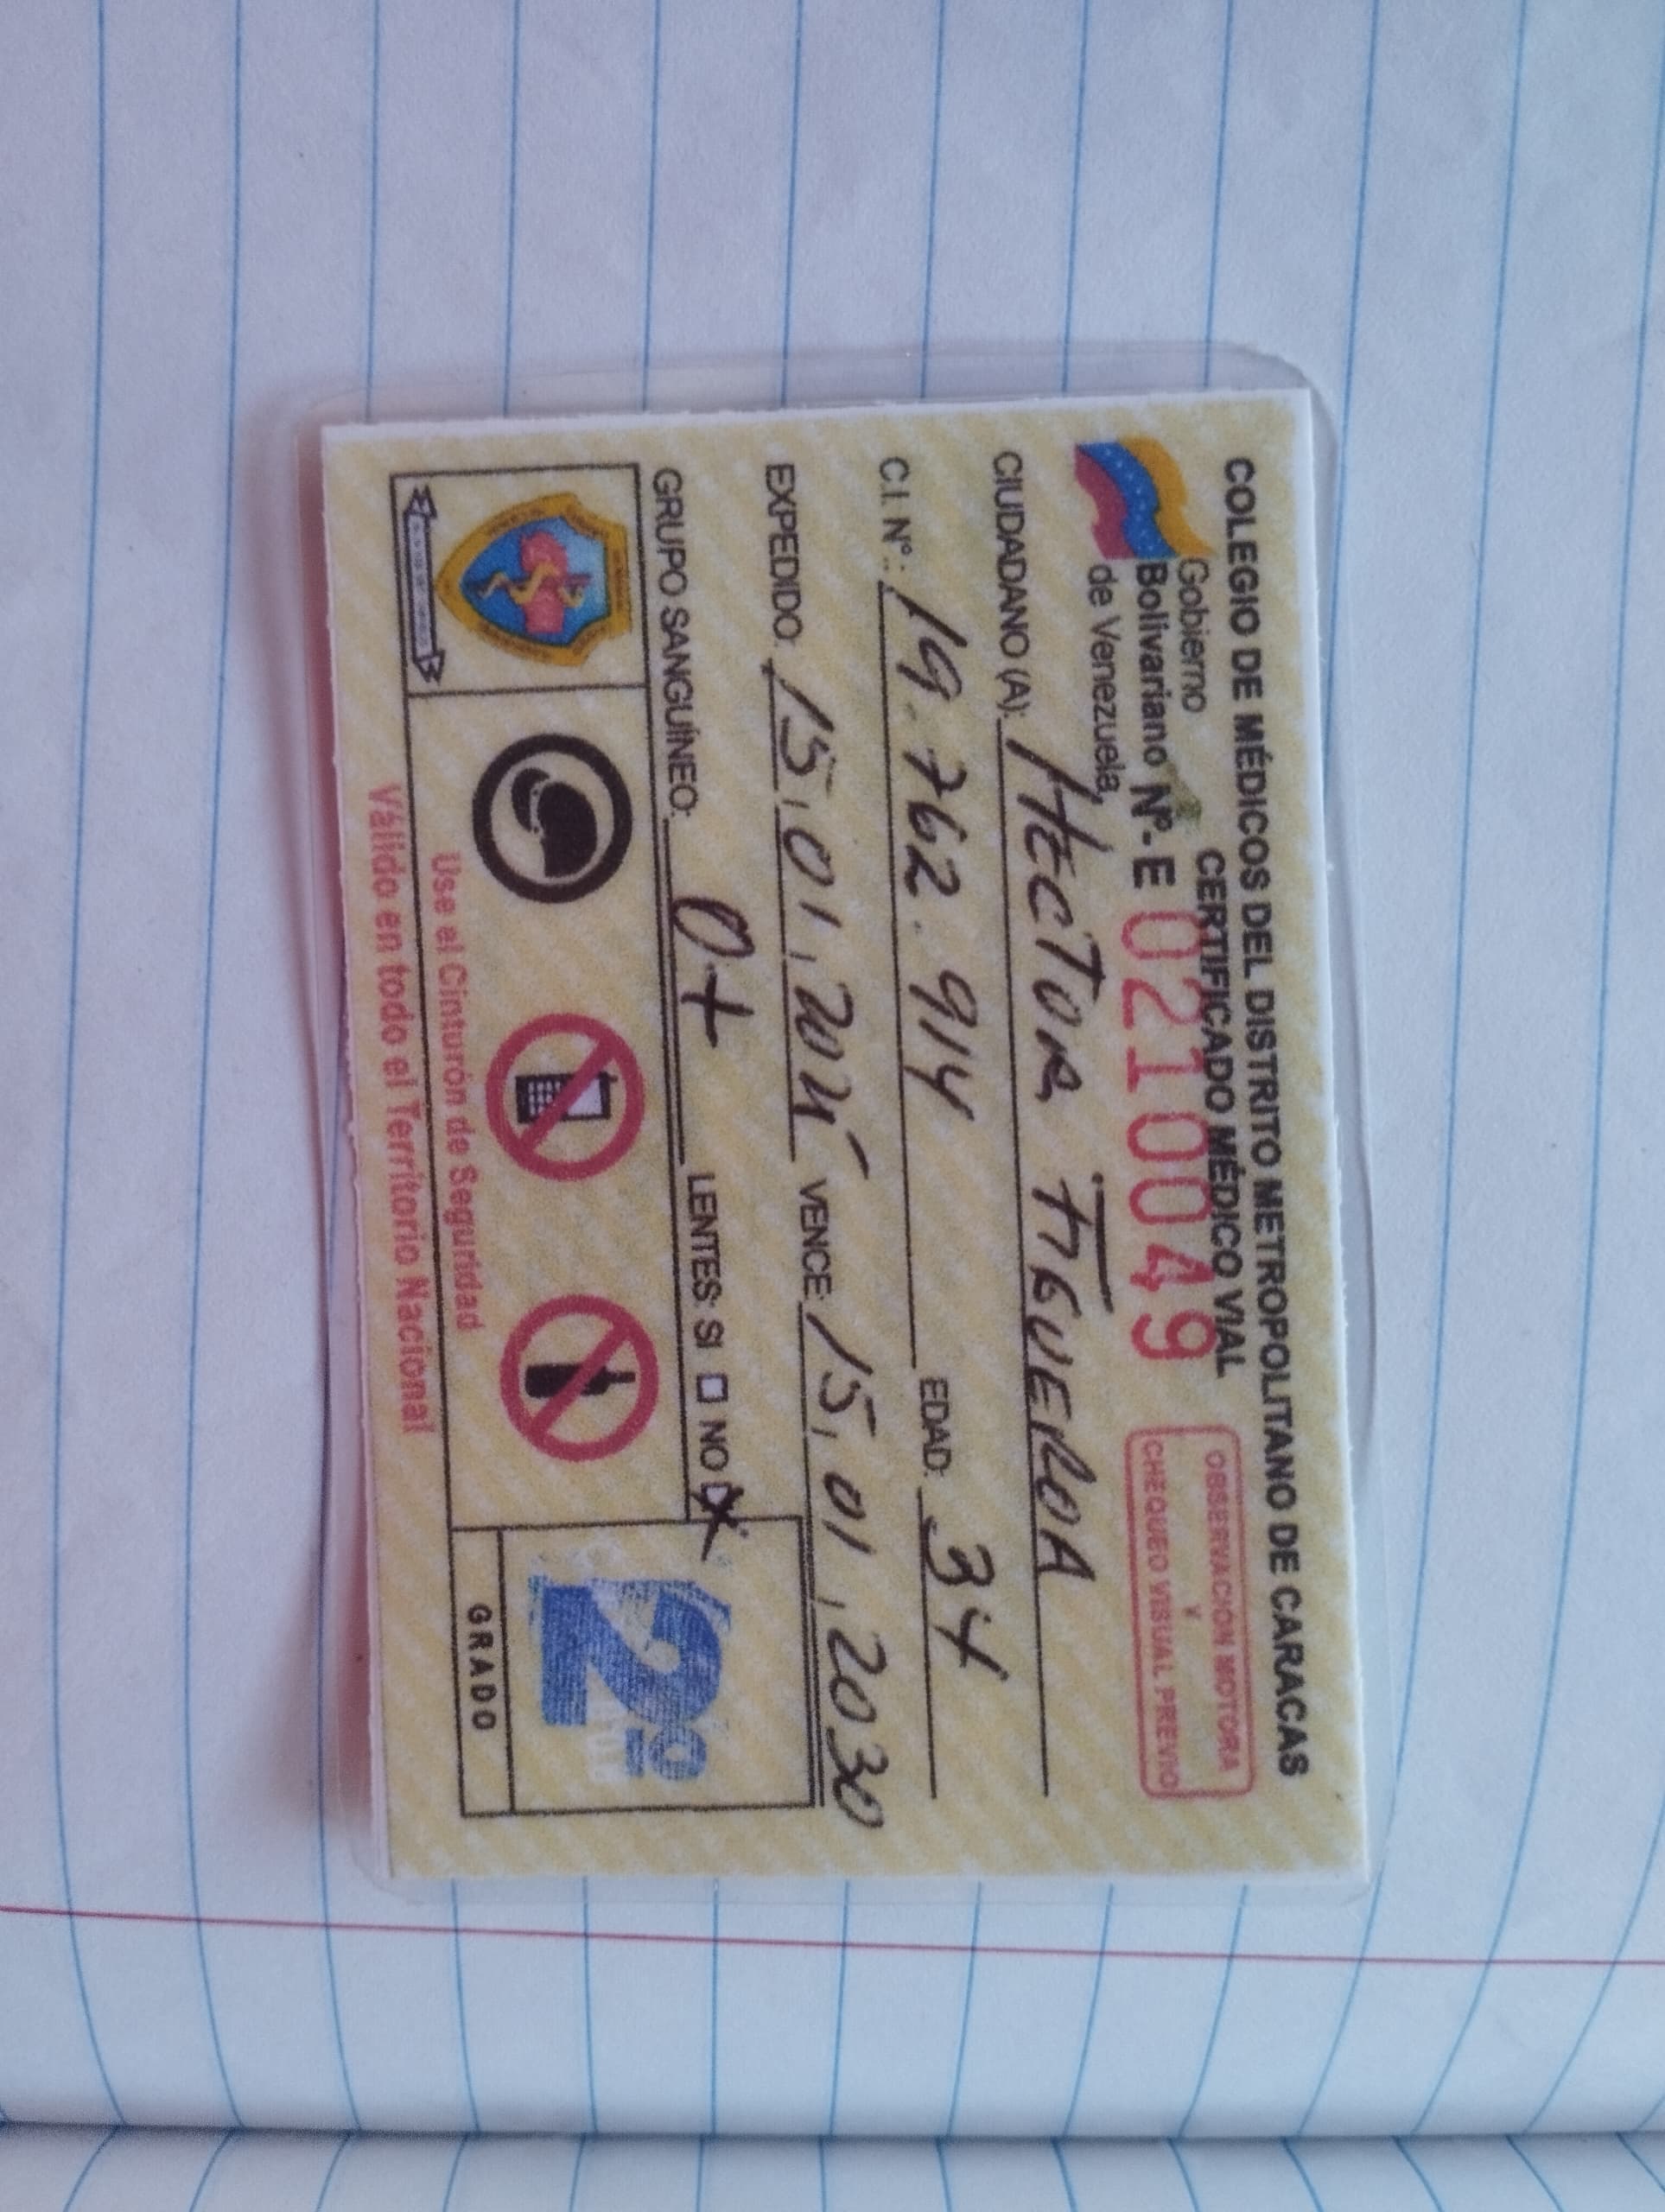 COLEGIO DE MÉDICOS DEL DISTRITO METROPOLITANO DE CARACAS
CERTIFICADO MÉDICO VIAL
Gobierno
Bolivariano
de Venezuela
Nº-E 02100049
OBSERVACION MOTORA
Y
CHEQUEO VISUAL PREVIO
CIUDADANO (A): HECTOR FIGUEROA
C.I. Nº.: 19.762.914 EDAD: 34
EXPEDIDO: 15,01,2024 VENCE: 15,01,2030
GRUPO SANGUÍNEO: O+ LENTES: SI NO X
2º
GRADO
Use el Cinturón de Seguridad
Válido en todo el Territorio Nacional